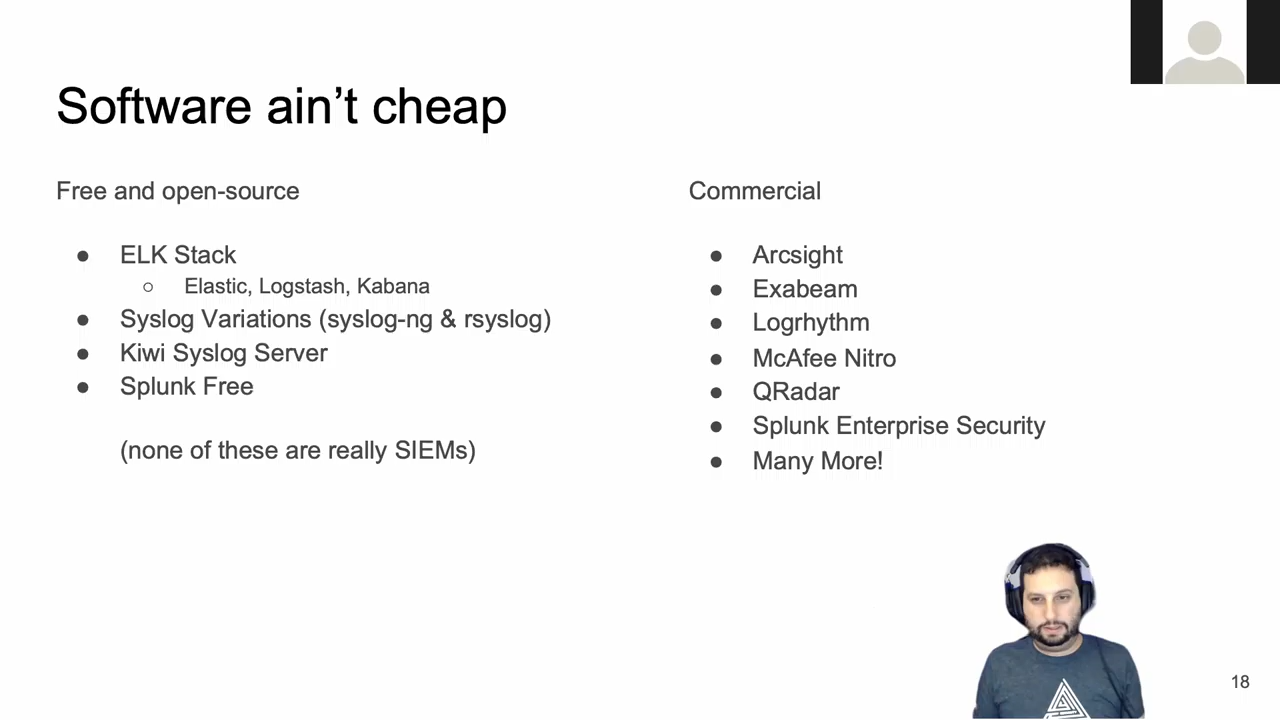 Software ain’t cheap
Free and open-source
● ELK Stack
○ Elastic, Logstash, Kabana
● Syslog Variations (syslog-ng & rsyslog)
● Kiwi Syslog Server
● Splunk Free
(none of these are really SIEMs)
Commercial
● Arcsight
● Exabeam
● Logrhythm
● McAfee Nitro
● QRadar
● Splunk Enterprise Security
● Many More!
18